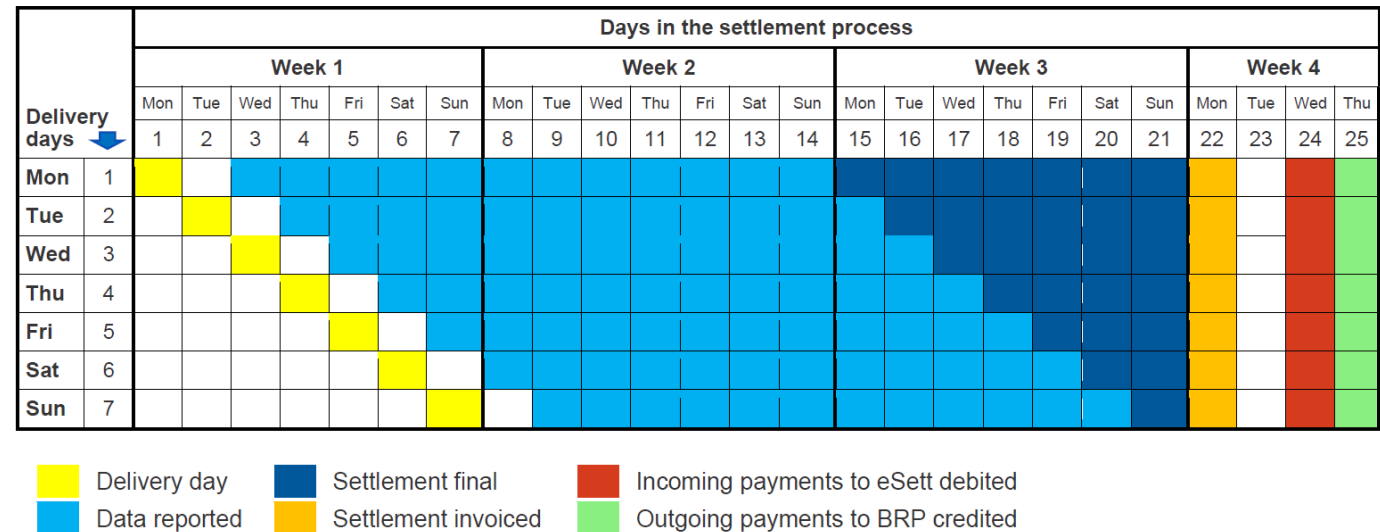 Days in the settlement process
Week 1 Week 2 Week 3 Week 4
Delivery days
Mon Tue Wed Thu Fri Sat Sun Mon Tue Wed Thu Fri Sat Sun Mon Tue Wed Thu Fri Sat Sun Mon Tue Wed Thu
1 2 3 4 5 6 7 8 9 10 11 12 13 14 15 16 17 18 19 20 21 22 23 24 25
Mon 1
Tue 2
Wed 3
Thu 4
Fri 5
Sat 6
Sun 7
Delivery day Settlement final Incoming payments to eSett debited
Data reported Settlement invoiced Outgoing payments to BRP credited